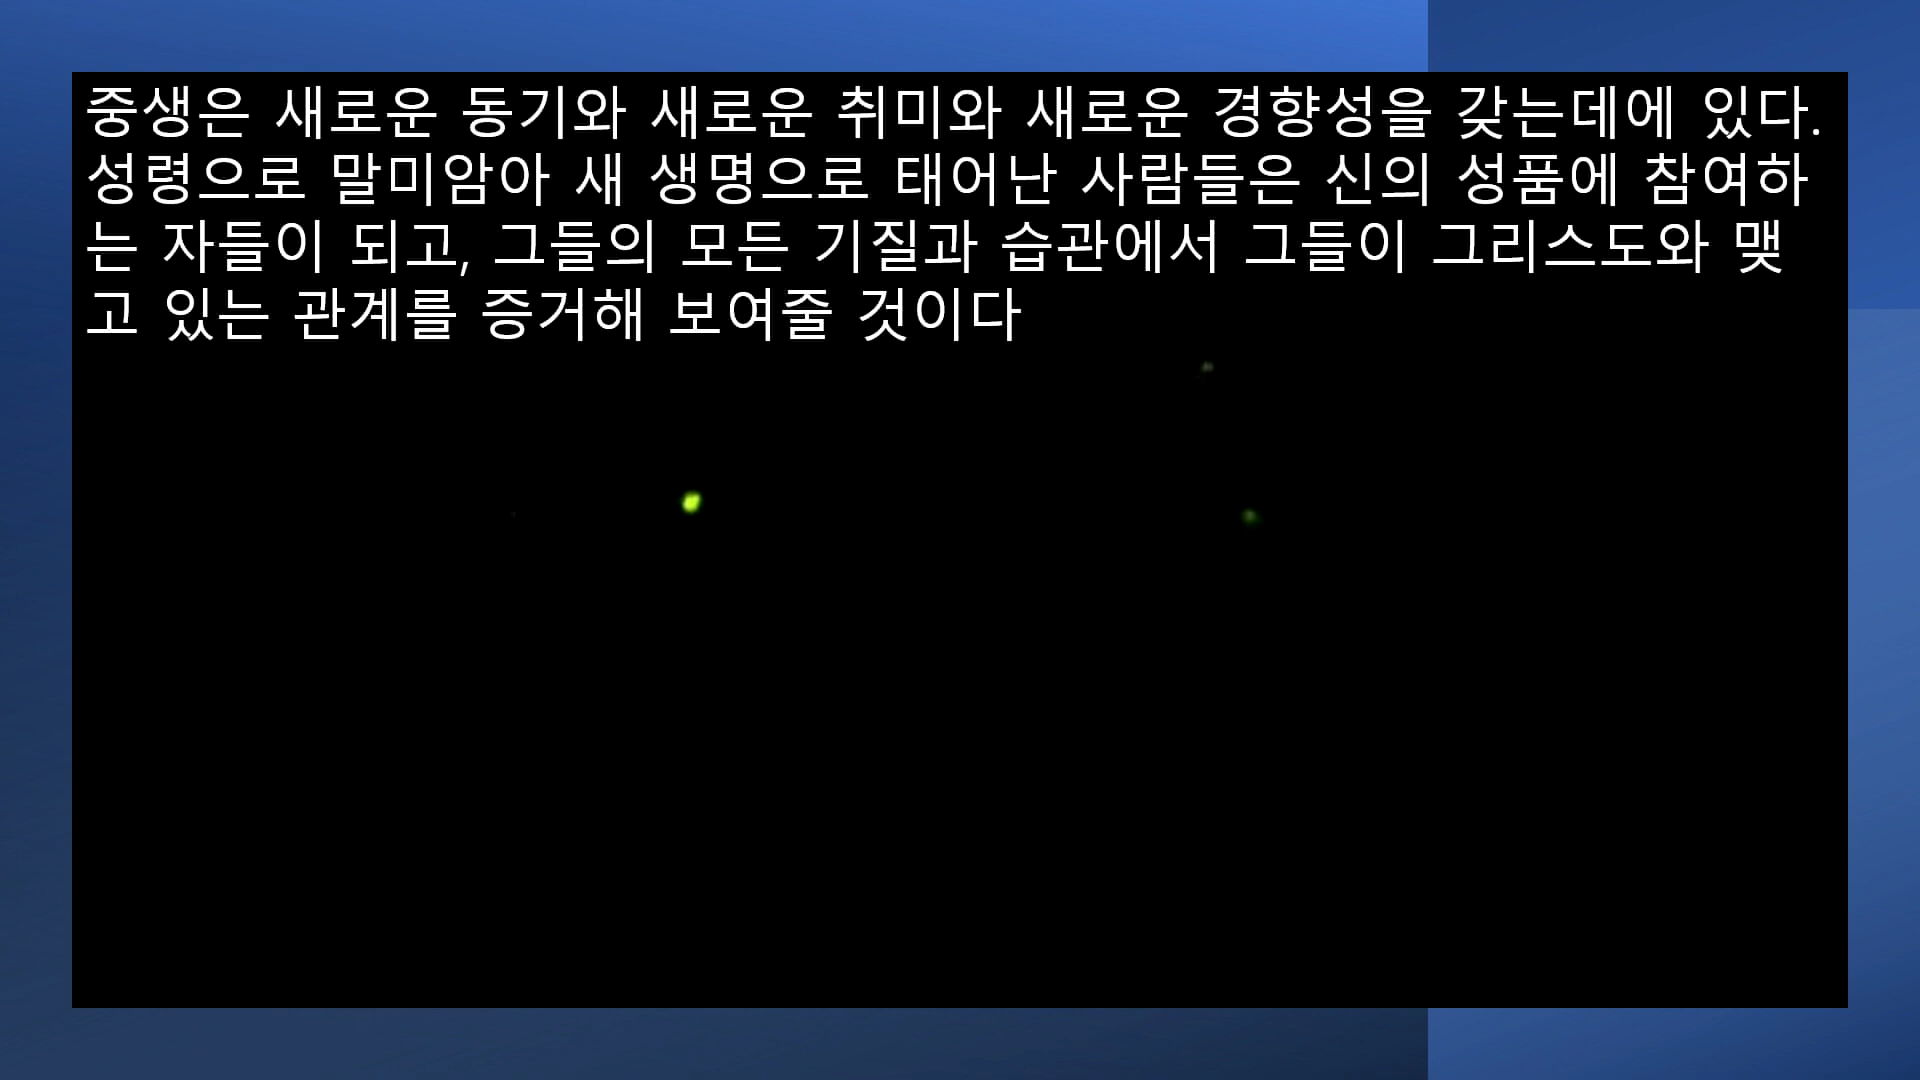 중생은 새로운 동기와 새로운 취미와 새로운 경향성을 갖는데에 있다.
성령으로 말미암아 새 생명으로 태어난 사람들은 신의 성품에 참여하
는 자들이 되고, 그들의 모든 기질과 습관에서 그들이 그리스도와 맺
고 있는 관계를 증거해 보여줄 것이다